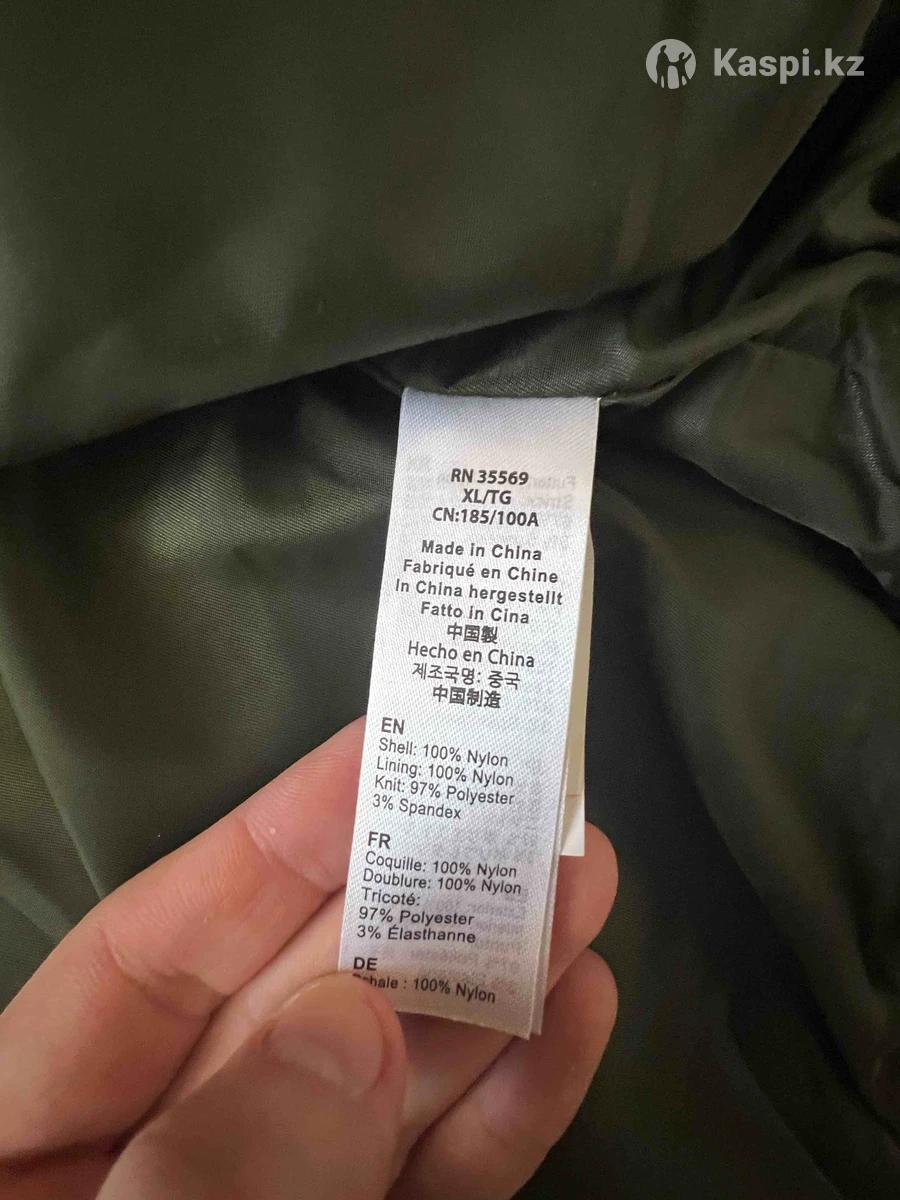 Kaspi.kz
RN 35569
XL/TG
CN:185/100A
Made in China
Fabriqué en Chine
In China hergestellt
Fatto in Cina
中国製
Hecho en China
제조국명: 중국
中国制造
EN
Shell: 100% Nylon
Lining: 100% Nylon
Knit: 97% Polyester
3% Spandex
FR
Coquille: 100% Nylon
Doublure: 100% Nylon
Tricoté:
97% Polyester
3% Élasthanne
DE
: 100% Nylon